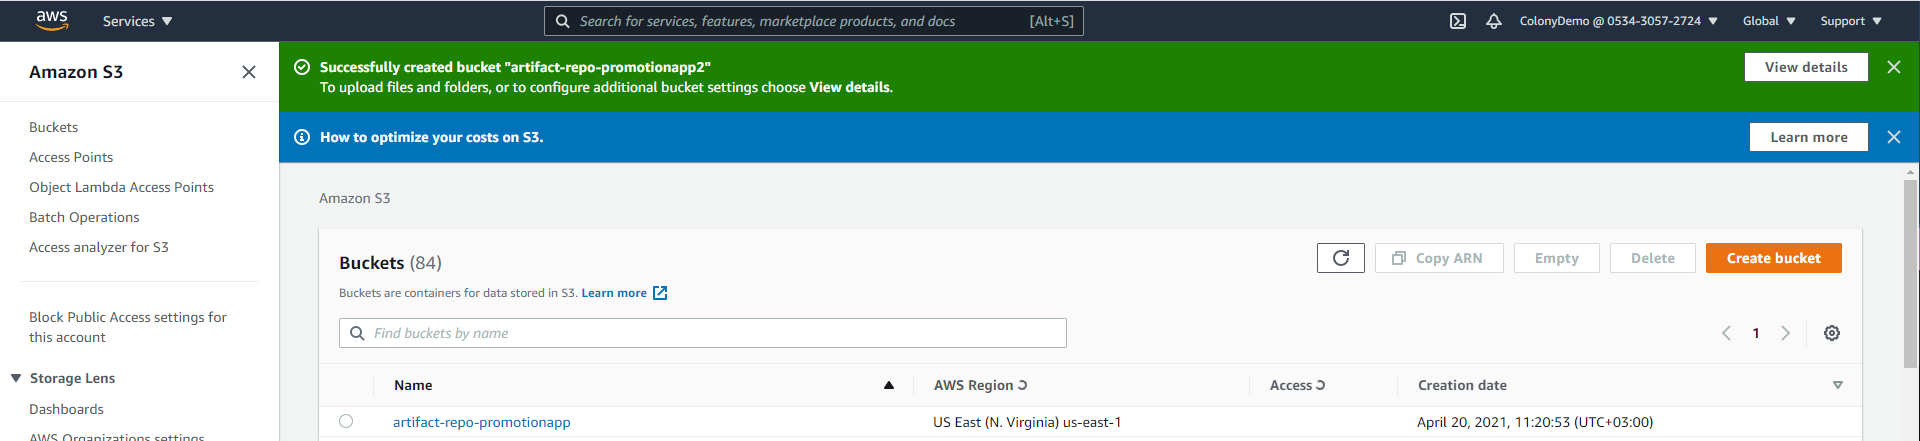 aws Services Search for services, features, marketplace products, and docs [Alt+S] ColonyDemo @ 0534-3057-2724 Global Support
Amazon S3
Buckets
Access Points
Object Lambda Access Points
Batch Operations
Access analyzer for S3
Block Public Access settings for
this account
Storage Lens
Dashboards
AWS Organizations settings
Successfully created bucket "artifact-repo-promotionapp2"
To upload files and folders, or to configure additional bucket settings choose View details.
View details
How to optimize your costs on S3.
Learn more
Amazon S3
Buckets (84)
Copy ARN Empty Delete Create bucket
Buckets are containers for data stored in S3. Learn more
Find buckets by name
1
Name AWS Region Access Creation date
artifact-repo-promotionapp US East (N. Virginia) us-east-1 April 20, 2021, 11:20:53 (UTC+03:00)